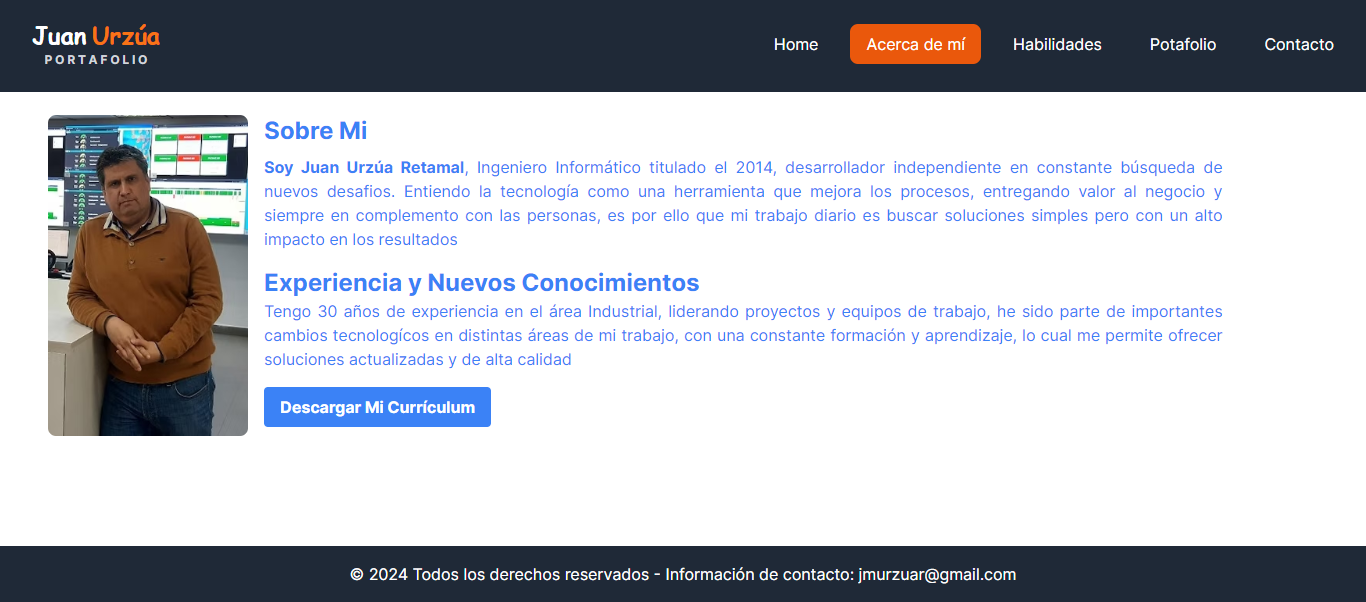 Juan Urzúa
PORTAFOLIO
Home Acerca de mí Habilidades Potafolio Contacto
Sobre Mi
Soy Juan Urzúa Retamal, Ingeniero Informático titulado el 2014, desarrollador independiente en constante búsqueda de
nuevos desafios. Entiendo la tecnología como una herramienta que mejora los procesos, entregando valor al negocio y
siempre en complemento con las personas, es por ello que mi trabajo diario es buscar soluciones simples pero con un alto
impacto en los resultados
Experiencia y Nuevos Conocimientos
Tengo 30 años de experiencia en el área Industrial, liderando proyectos y equipos de trabajo, he sido parte de importantes
cambios tecnologícos en distintas áreas de mi trabajo, con una constante formación y aprendizaje, lo cual me permite ofrecer
soluciones actualizadas y de alta calidad
Descargar Mi Currículum
© 2024 Todos los derechos reservados - Información de contacto: jmurzuar@gmail.com